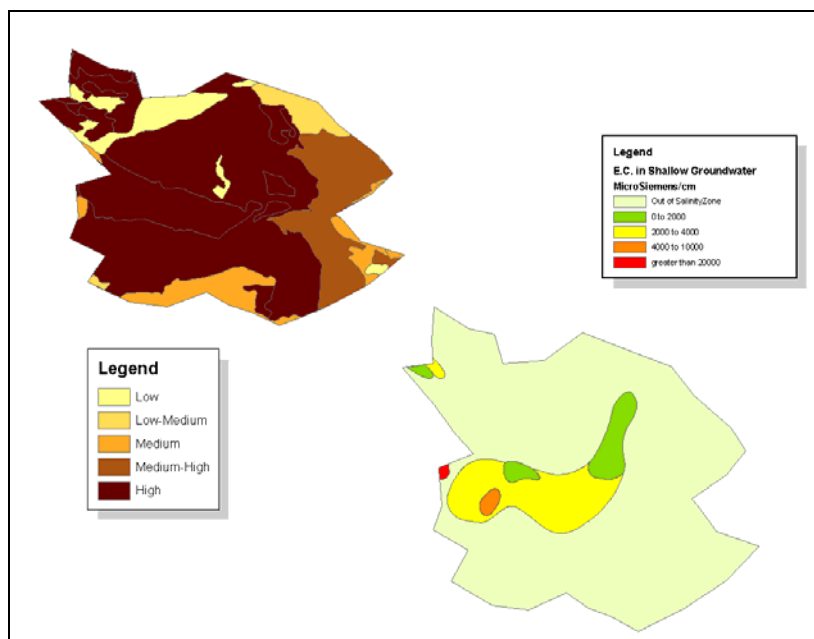 Legend
E.C. in Shallow Groundwater
MicroSiemens/cm
Out of SalinityZone
0 to 2000
2000 to 4000
4000 to 10000
greater than 20000
Legend
Low
Low-Medium
Medium
Medium-High
High